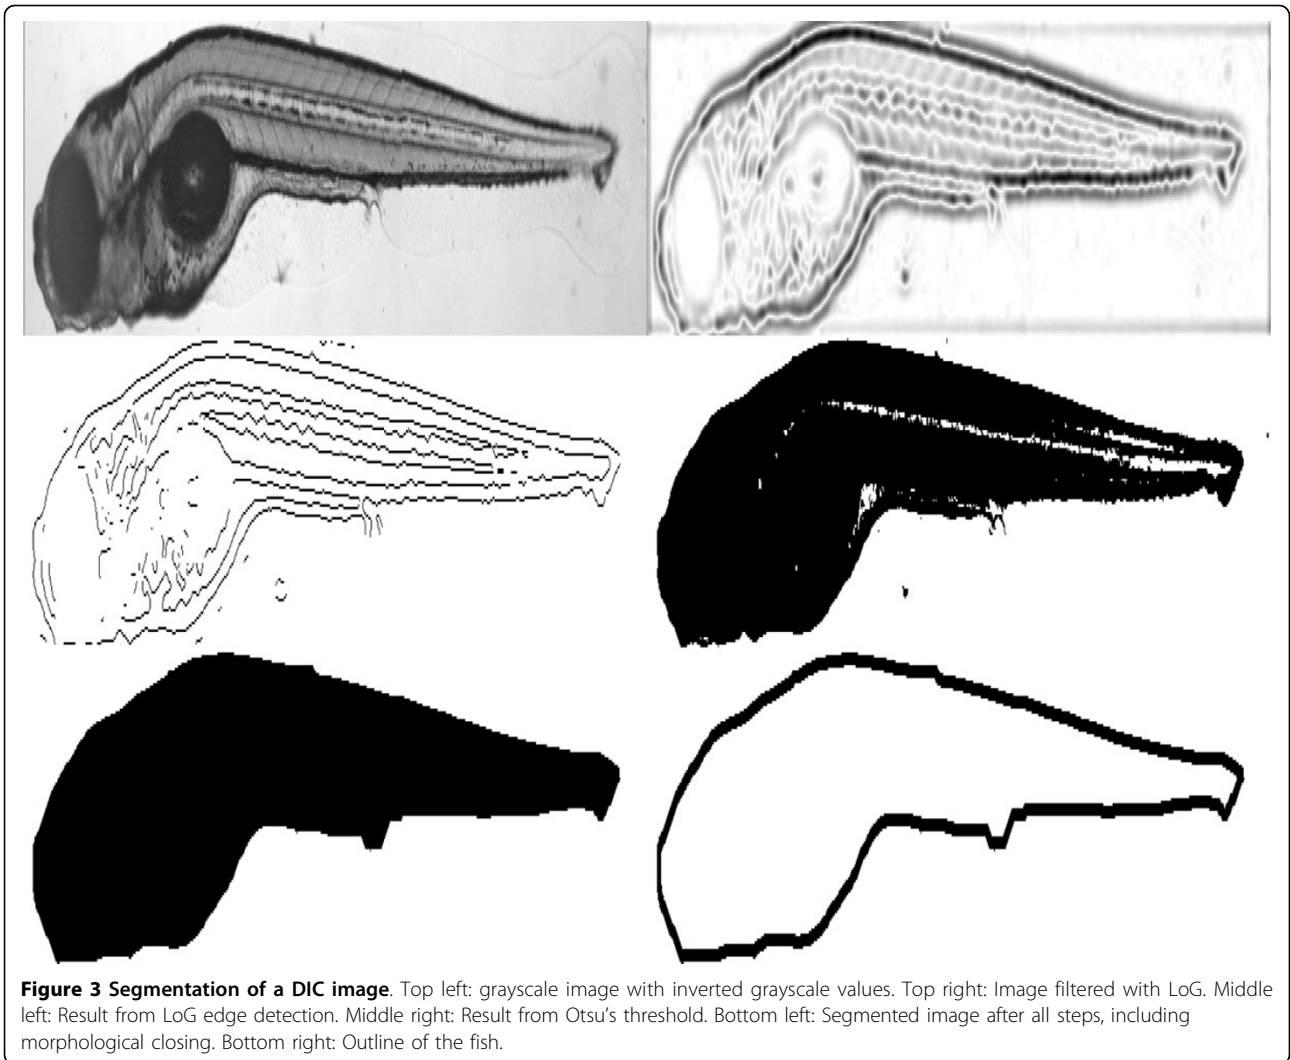 Figure 3 Segmentation of a DIC image. Top left: grayscale image with inverted grayscale values. Top right: Image filtered with LoG. Middle
left: Result from LoG edge detection. Middle right: Result from Otsu's threshold. Bottom left: Segmented image after all steps, including
morphological closing. Bottom right: Outline of the fish.